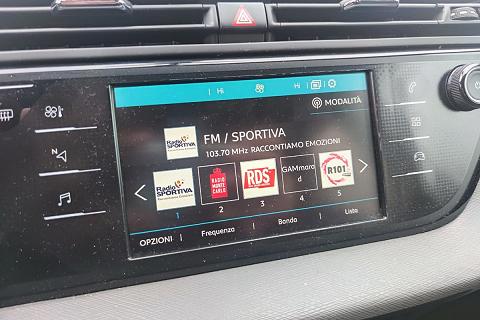 Hi
Hi
MODALITÀ
Radio
SPORTIVA
FM / SPORTIVA
103.70 MHz RACCONTIAMO EMOZIONI
Radio
SPORTIVA
RADIO
MONTE
CARLO
RDS
GAMmoro
d
R101
1
2
3
4
5
OPZIONI
Frequenza
Banda
Lista
N